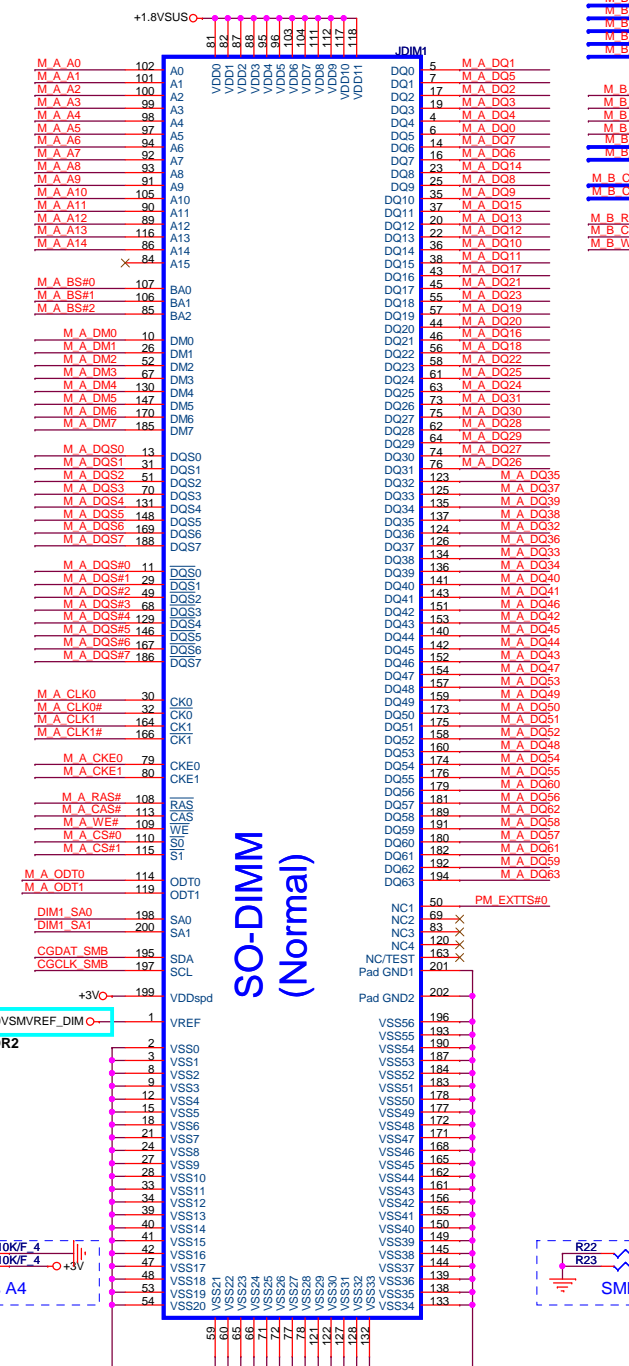 +1.8VSUS
81 82 87 88 95 96 103 104 111 112 117 118
VDD0 VDD1 VDD2 VDD3 VDD4 VDD5 VDD6 VDD7 VDD8 VDD9 VDD10 VDD11
JDIM1
M_A_A0 102 A0
M_A_A1 101 A1
M_A_A2 100 A2
M_A_A3 99 A3
M_A_A4 98 A4
M_A_A5 97 A5
M_A_A6 94 A6
M_A_A7 92 A7
M_A_A8 93 A8
M_A_A9 91 A9
M_A_A10 105 A10
M_A_A11 90 A11
M_A_A12 89 A12
M_A_A13 116 A13
M_A_A14 86 A14
84 A15
M_A_BS#0 107 BA0
M_A_BS#1 106 BA1
M_A_BS#2 85 BA2
M_A_DM0 10 DM0
M_A_DM1 26 DM1
M_A_DM2 52 DM2
M_A_DM3 67 DM3
M_A_DM4 130 DM4
M_A_DM5 147 DM5
M_A_DM6 170 DM6
M_A_DM7 185 DM7
M_A_DQS0 13 DQS0
M_A_DQS1 31 DQS1
M_A_DQS2 51 DQS2
M_A_DQS3 70 DQS3
M_A_DQS4 131 DQS4
M_A_DQS5 148 DQS5
M_A_DQS6 169 DQS6
M_A_DQS7 188 DQS7
M_A_DQS#0 11 DQS0
M_A_DQS#1 29 DQS1
M_A_DQS#2 49 DQS2
M_A_DQS#3 68 DQS3
M_A_DQS#4 129 DQS4
M_A_DQS#5 146 DQS5
M_A_DQS#6 167 DQS6
M_A_DQS#7 186 DQS7
M_A_CLK0 30 CK0
M_A_CLK0# 32 CK0
M_A_CLK1 164 CK1
M_A_CLK1# 166 CK1
M_A_CKE0 79 CKE0
M_A_CKE1 80 CKE1
M_A_RAS# 108 RAS
M_A_CAS# 113 CAS
M_A_WE# 109 WE
M_A_CS#0 110 S0
M_A_CS#1 115 S1
M_A_ODT0 114 ODT0
M_A_ODT1 119 ODT1
DIM1_SA0 198 SA0
DIM1_SA1 200 SA1
CGDAT_SMB 195 SDA
CGCLK_SMB 197 SCL
+3V 199 VDDspd
VSMVREF_DIM 1 VREF
R2
2 VSS0
3 VSS1
8 VSS2
9 VSS3
12 VSS4
15 VSS5
18 VSS6
21 VSS7
24 VSS8
27 VSS9
28 VSS10
33 VSS11
34 VSS12
39 VSS13
40 VSS14
41 VSS15
42 VSS16
47 VSS17
48 VSS18
53 VSS19
54 VSS20
SO-DIMM
(Normal)
DQ0 5 M_A_DQ1
DQ1 7 M_A_DQ5
DQ2 17 M_A_DQ2
DQ3 19 M_A_DQ3
DQ4 4 M_A_DQ4
DQ5 6 M_A_DQ0
DQ6 14 M_A_DQ7
DQ7 16 M_A_DQ6
DQ8 23 M_A_DQ14
DQ9 25 M_A_DQ8
DQ10 35 M_A_DQ9
DQ11 37 M_A_DQ15
DQ12 20 M_A_DQ13
DQ13 22 M_A_DQ12
DQ14 36 M_A_DQ10
DQ15 38 M_A_DQ11
DQ16 43 M_A_DQ17
DQ17 45 M_A_DQ21
DQ18 55 M_A_DQ23
DQ19 57 M_A_DQ19
DQ20 44 M_A_DQ20
DQ21 46 M_A_DQ16
DQ22 56 M_A_DQ18
DQ23 58 M_A_DQ22
DQ24 61 M_A_DQ25
DQ25 63 M_A_DQ24
DQ26 73 M_A_DQ31
DQ27 75 M_A_DQ30
DQ28 62 M_A_DQ28
DQ29 64 M_A_DQ29
DQ30 74 M_A_DQ27
DQ31 76 M_A_DQ26
DQ32 123 M_A_DQ35
DQ33 125 M_A_DQ37
DQ34 135 M_A_DQ39
DQ35 137 M_A_DQ38
DQ36 124 M_A_DQ32
DQ37 126 M_A_DQ36
DQ38 134 M_A_DQ33
DQ39 136 M_A_DQ34
DQ40 141 M_A_DQ40
DQ41 143 M_A_DQ41
DQ42 151 M_A_DQ46
DQ43 153 M_A_DQ42
DQ44 140 M_A_DQ45
DQ45 142 M_A_DQ44
DQ46 152 M_A_DQ43
DQ47 154 M_A_DQ47
DQ48 157 M_A_DQ53
DQ49 159 M_A_DQ49
DQ50 173 M_A_DQ50
DQ51 175 M_A_DQ51
DQ52 158 M_A_DQ52
DQ53 160 M_A_DQ48
DQ54 174 M_A_DQ54
DQ55 176 M_A_DQ55
DQ56 179 M_A_DQ60
DQ57 181 M_A_DQ56
DQ58 189 M_A_DQ62
DQ59 191 M_A_DQ58
DQ60 180 M_A_DQ57
DQ61 182 M_A_DQ61
DQ62 192 M_A_DQ59
DQ63 194 M_A_DQ63
NC1 50 PM_EXTTS#0
NC2 69
NC3 83
NC4 120
NC/TEST 163
Pad GND1 201
Pad GND2 202
VSS56 196
VSS55 193
VSS54 190
VSS53 187
VSS52 184
VSS51 183
VSS50 178
VSS49 177
VSS48 172
VSS47 171
VSS46 168
VSS45 165
VSS44 162
VSS43 161
VSS42 156
VSS41 155
VSS40 150
VSS39 149
VSS38 145
VSS37 144
VSS36 139
VSS35 138
VSS34 133
VSS21 VSS22 VSS23 VSS24 VSS25 VSS26 VSS27 VSS28 VSS29 VSS30 VSS31 VSS32 VSS33
59 60 65 66 71 72 77 78 121 122 127 128 132
10K/F_4
10K/F_4
+3V
A4
R22
R23